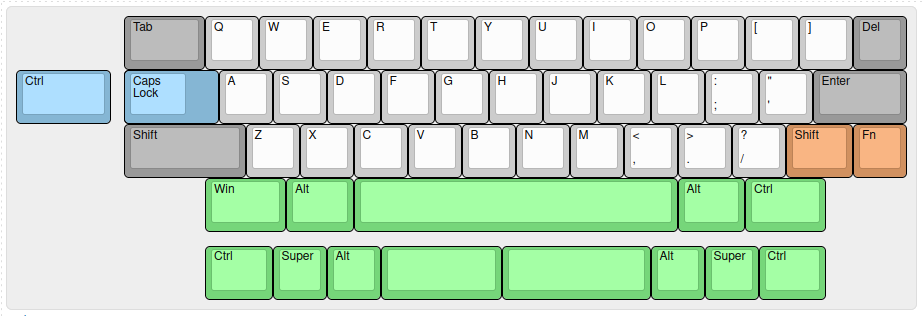 Tab Q W E R T Y U I O P [ ] Del
Ctrl Caps Lock A S D F G H J K L : ; " ' Enter
Shift Z X C V B N M < , > . ? / Shift Fn
Win Alt Alt Ctrl
Ctrl Super Alt Alt Super Ctrl